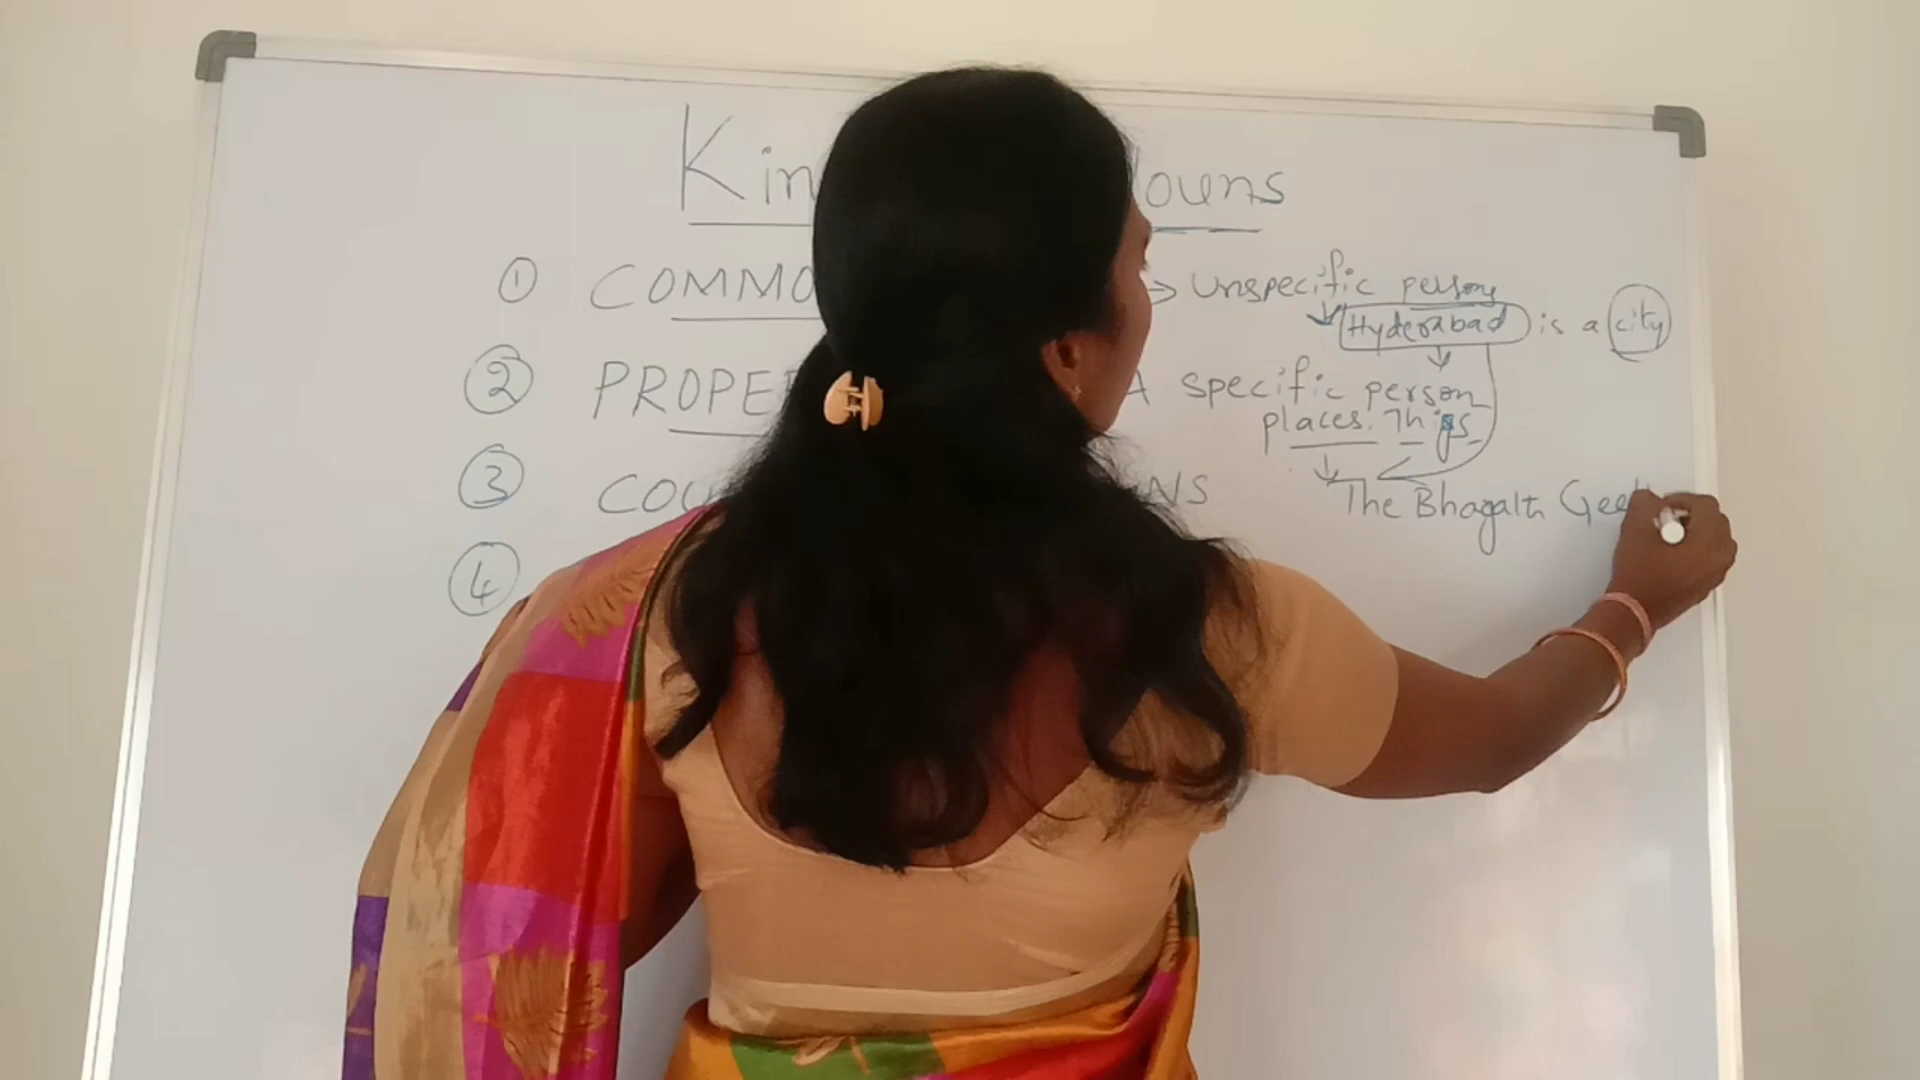 Kin ouns
① COMMO → Unspecific persons
Hyderabad is a city
② PROPE A specific person
places. Things
③ COU NS
The Bhagath Gee
④